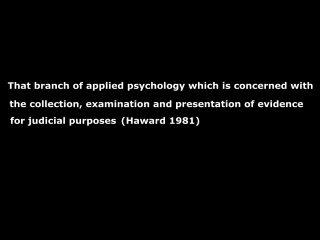 That branch of applied psychology which is concerned with
the collection, examination and presentation of evidence
for judicial purposes (Haward 1981)